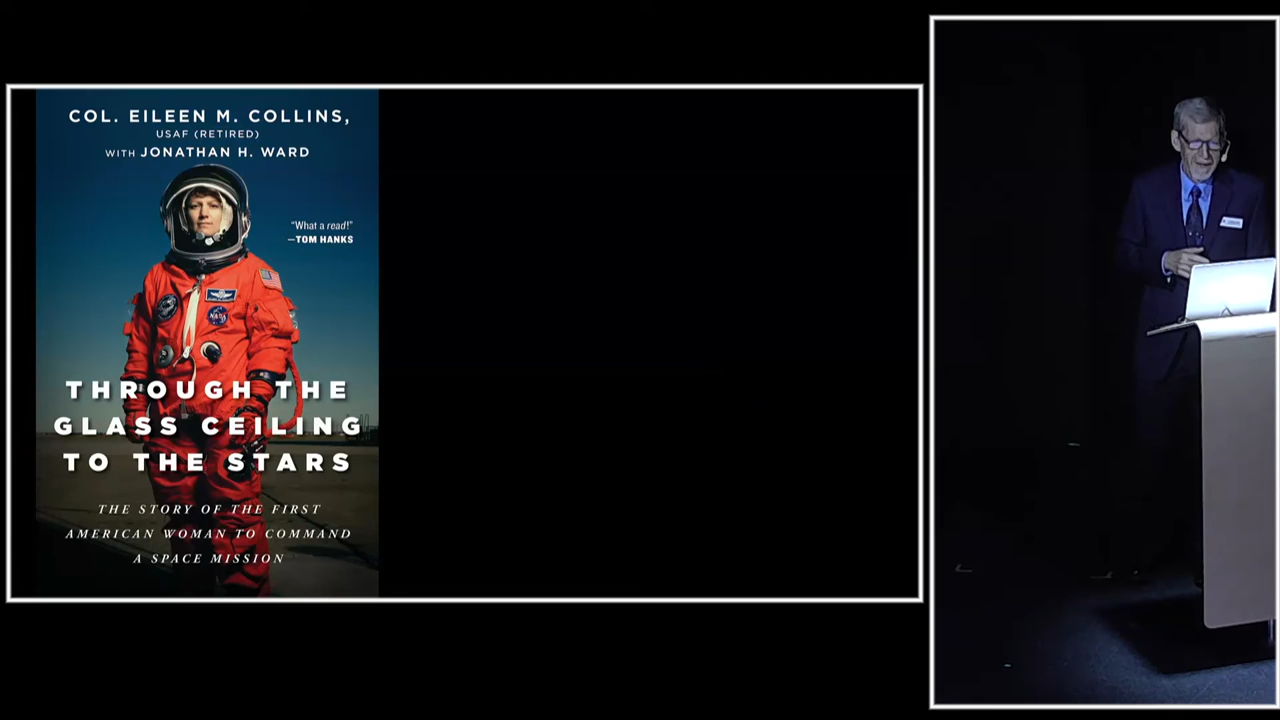 COL. EILEEN M. COLLINS,
USAF (RETIRED)
WITH JONATHAN H. WARD
"What a read!"
—TOM HANKS
NASA
THROUGH THE
GLASS CEILING
TO THE STARS
THE STORY OF THE FIRST
AMERICAN WOMAN TO COMMAND
A SPACE MISSION